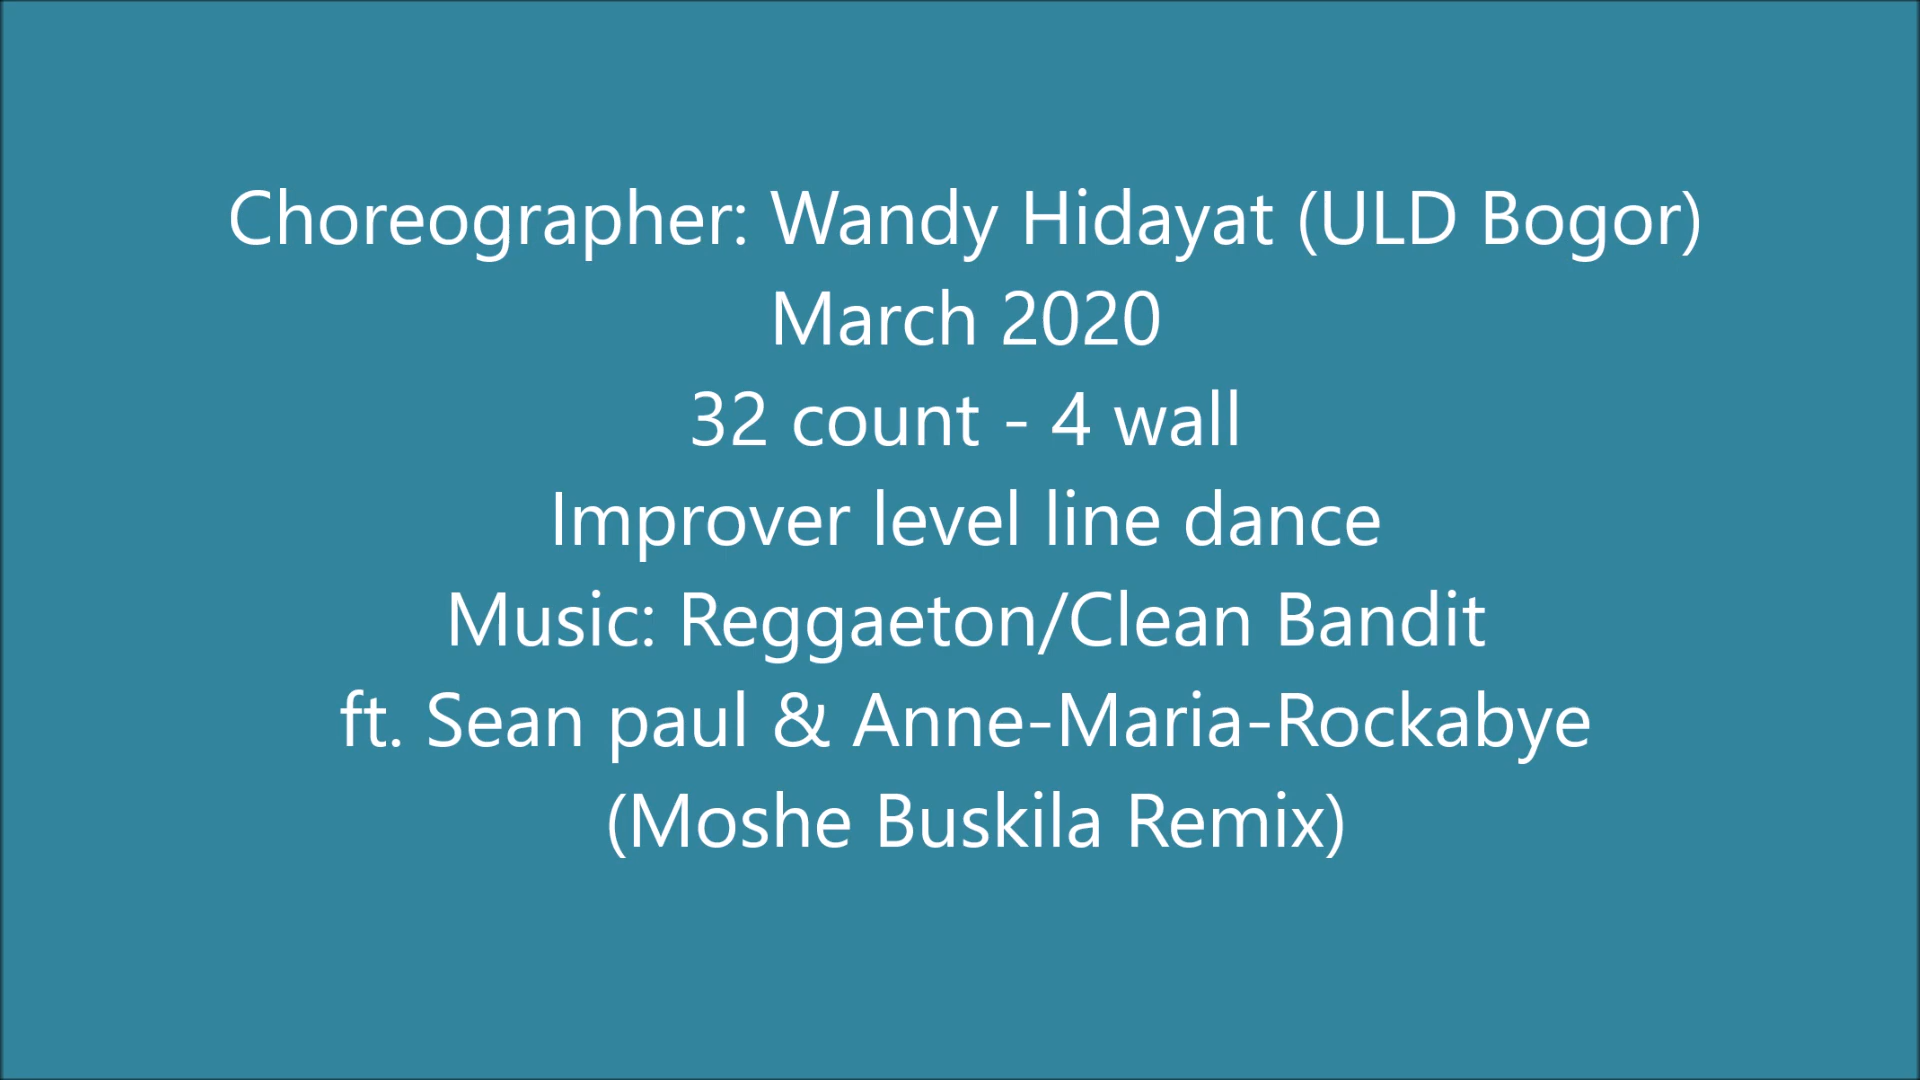 Choreographer: Wandy Hidayat (ULD Bogor)
March 2020
32 count - 4 wall
Improver level line dance
Music: Reggaeton/Clean Bandit
ft. Sean paul & Anne-Maria-Rockabye
(Moshe Buskila Remix)